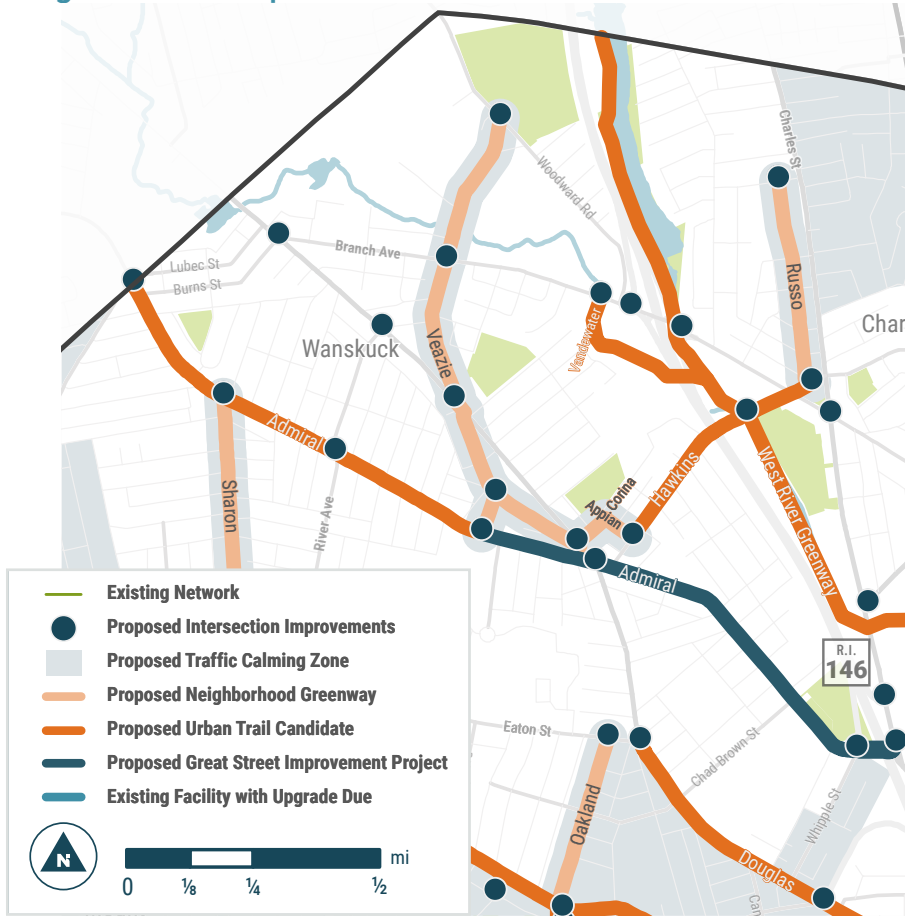 Charles St
Woodward Rd
Branch Ave
Lubec St
Burns St
Russo
Vandewater
Char
Wanskuck
Veazie
Admiral
Sharon
River Ave
Corina
Appian
Hawkins
West River Greenway
Admiral
R.I.
146
Eaton St
Chad Brown St
Oakland
Whipple St
Douglas
Can
Existing Network
Proposed Intersection Improvements
Proposed Traffic Calming Zone
Proposed Neighborhood Greenway
Proposed Urban Trail Candidate
Proposed Great Street Improvement Project
Existing Facility with Upgrade Due
N
mi
0 ⅛ ¼ ½